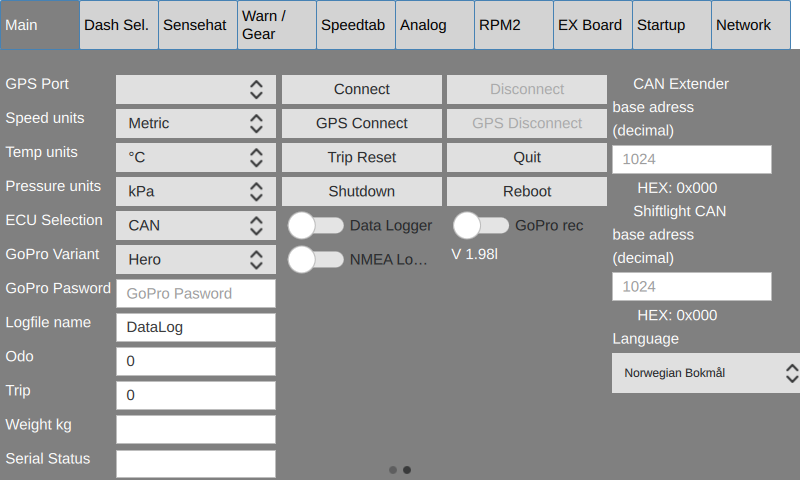 Main
Dash Sel.
Sensehat
Warn /
Gear
Speedtab
Analog
RPM2
EX Board
Startup
Network
GPS Port
Connect
Disconnect
Speed units
Metric
GPS Connect
GPS Disconnect
Temp units
°C
Trip Reset
Quit
Pressure units
kPa
Shutdown
Reboot
ECU Selection
CAN
Data Logger
GoPro rec
GoPro Variant
Hero
NMEA Lo…
V 1.98l
GoPro Pasword
GoPro Pasword
Logfile name
DataLog
Odo
0
Trip
0
Weight kg
Serial Status
CAN Extender
base adress
(decimal)
1024
HEX: 0x000
Shiftlight CAN
base adress
(decimal)
1024
HEX: 0x000
Language
Norwegian Bokmål